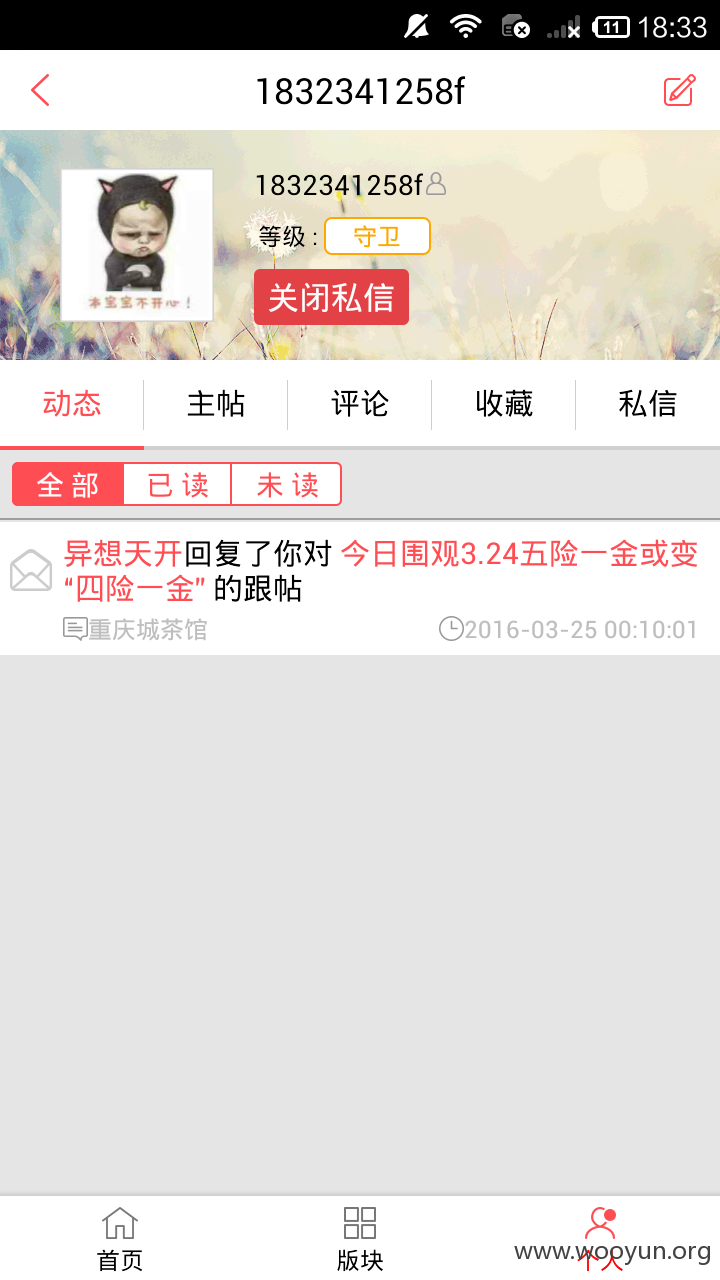 11 18:33
1832341258f
1832341258f
等级 : 守卫
关闭私信
本宝宝不开心!
动态 主帖 评论 收藏 私信
全部 已读 未读
异想天开回复了你对 今日围观3.24五险一金或变
“四险一金” 的跟帖
重庆城茶馆 2016-03-25 00:10:01
首页 版块 个人
www.wooyun.org